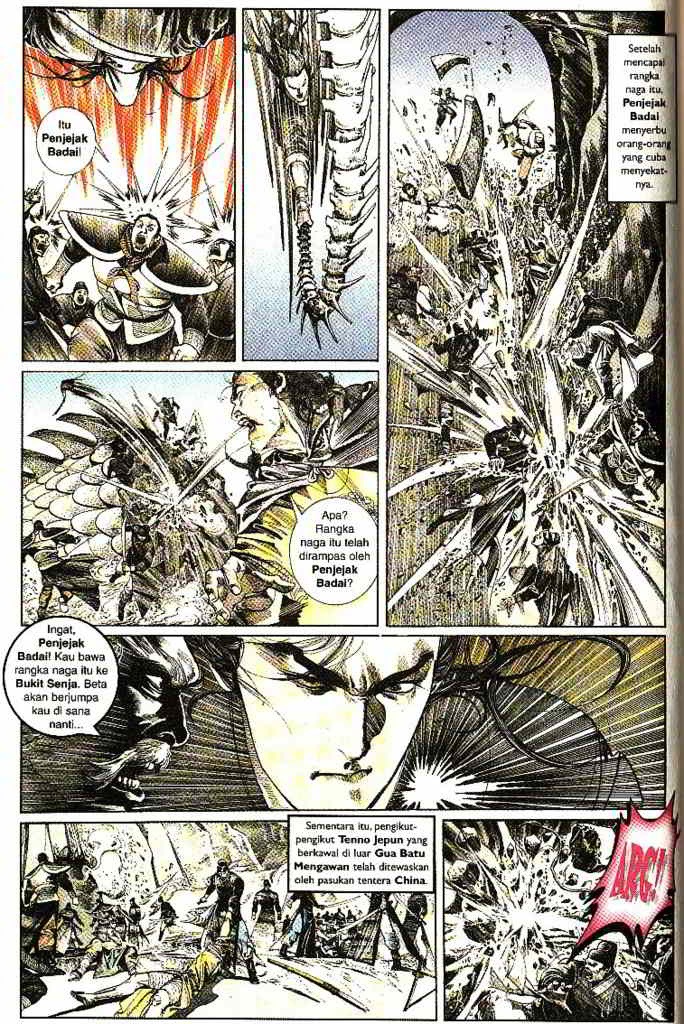 Itu
Penjejak
Badai!
Setelah
mencapai
rangka
naga itu,
Penjejak
Badai
menyerbu
orang-orang
yang cuba
menyekat-
nya.
Apa?
Rangka
naga itu telah
dirampas oleh
Penjejak
Badai?
Ingat,
Penjejak
Badai! Kau bawa
rangka naga itu ke
Bukit Senja. Beta
akan berjumpa
kau di sana
nanti...
Sementara itu, pengikut-
pengikut Tenno Jepun yang
berkawal di luar Gua Batu
Mengawan telah ditewaskan
oleh pasukan tentera China.
ARG!